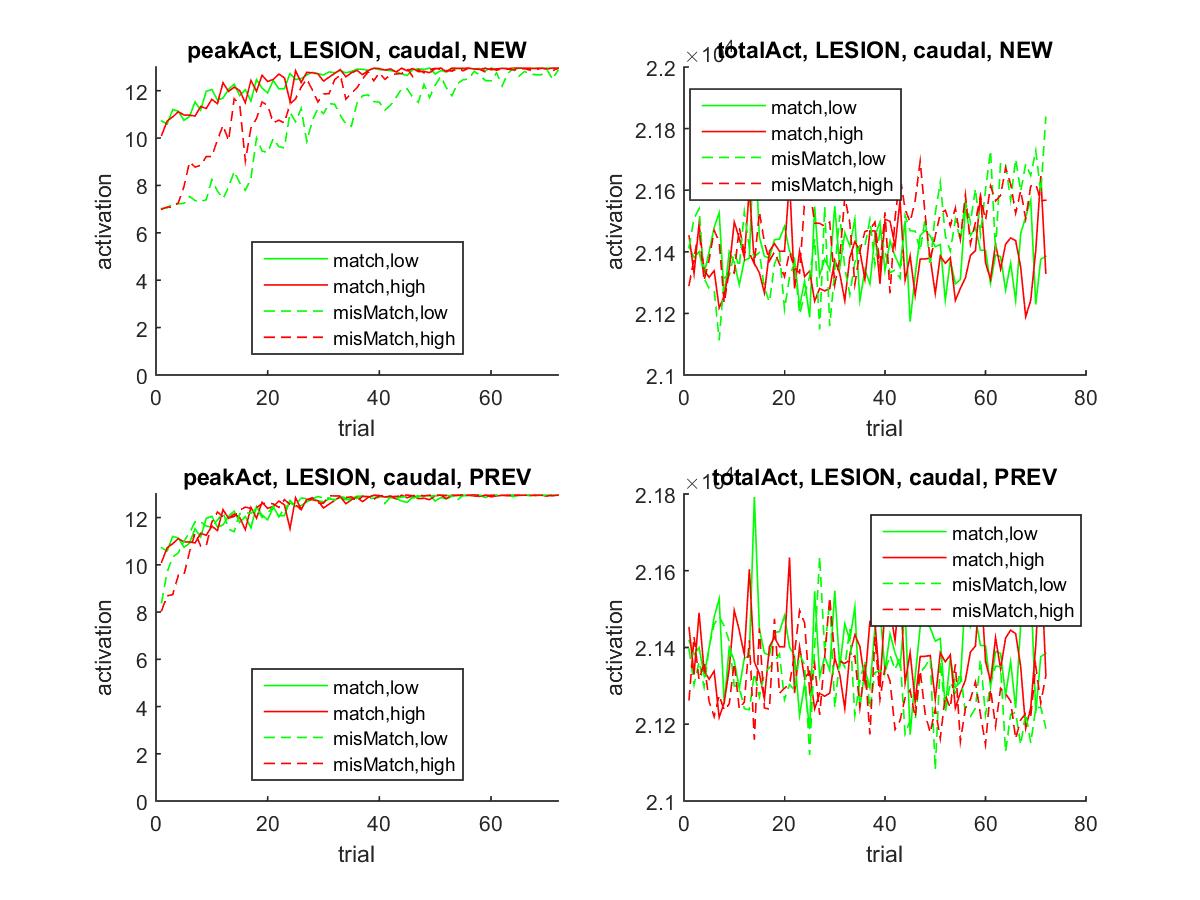 peakAct, LESION, caudal, NEW
12
10
8
6
4
2
0
activation
0 20 40 60
trial
match,low
match,high
misMatch,low
misMatch,high
×10⁴
totalAct, LESION, caudal, NEW
2.2
2.18
2.16
2.14
2.12
2.1
activation
0 20 40 60 80
trial
match,low
match,high
misMatch,low
misMatch,high
peakAct, LESION, caudal, PREV
12
10
8
6
4
2
0
activation
0 20 40 60
trial
match,low
match,high
misMatch,low
misMatch,high
×10⁴
totalAct, LESION, caudal, PREV
2.18
2.16
2.14
2.12
2.1
activation
0 20 40 60 80
trial
match,low
match,high
misMatch,low
misMatch,high